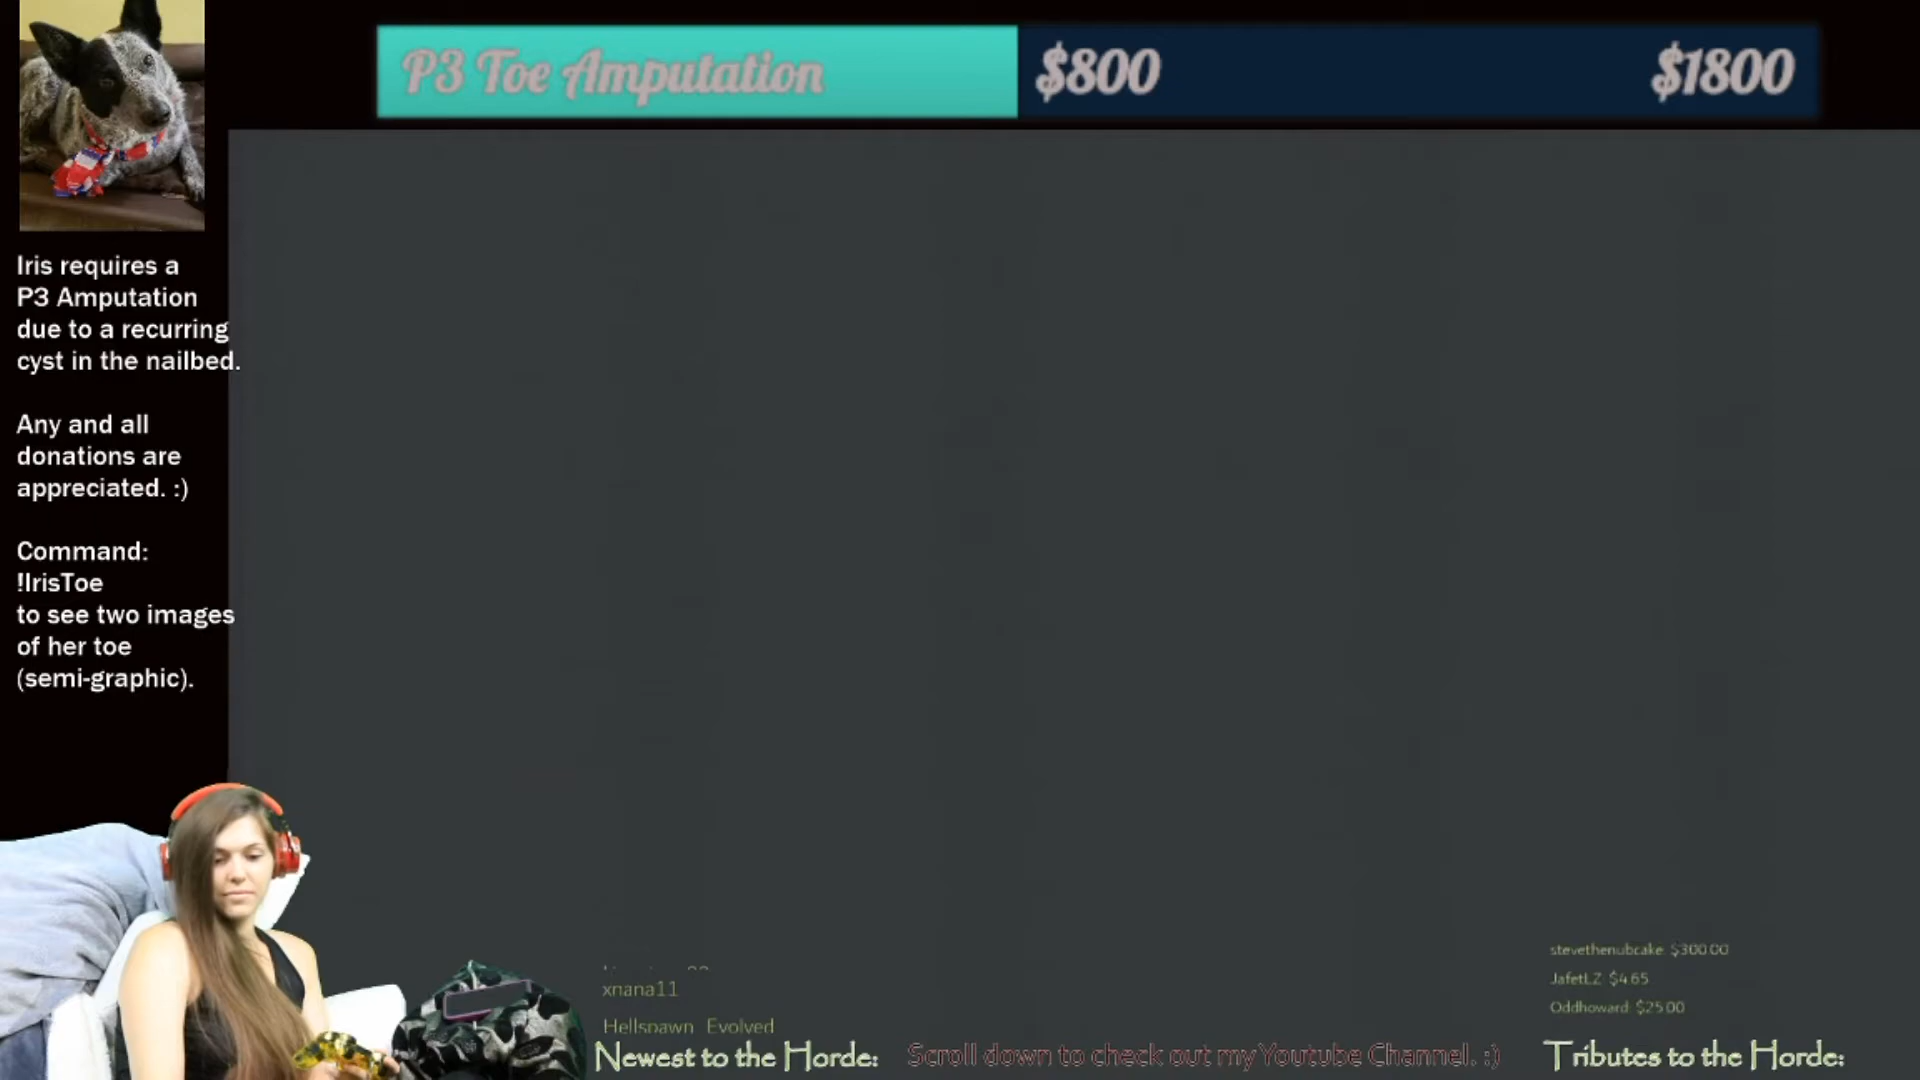 P3 Toe Amputation $800 $1800
Iris requires a
P3 Amputation
due to a recurring
cyst in the nailbed.
Any and all
donations are
appreciated. :)
Command:
!IrisToe
to see two images
of her toe
(semi-graphic).
xnana11
Hellspawn_Evolved
Newest to the Horde:
Scroll down to check out my Youtube Channel. :)
stevethenubcake: $300.00
JafetLZ: $4.65
Oddhoward: $25.00
Tributes to the Horde: